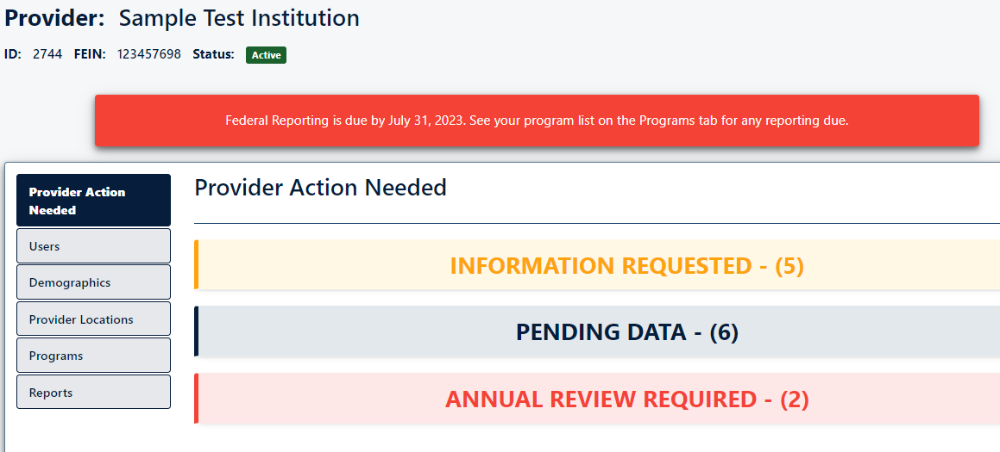 Provider: Sample Test Institution
ID: 2744 FEIN: 123457698 Status: Active
Federal Reporting is due by July 31, 2023. See your program list on the Programs tab for any reporting due.
Provider Action
Needed
Users
Demographics
Provider Locations
Programs
Reports
Provider Action Needed
INFORMATION REQUESTED - (5)
PENDING DATA - (6)
ANNUAL REVIEW REQUIRED - (2)